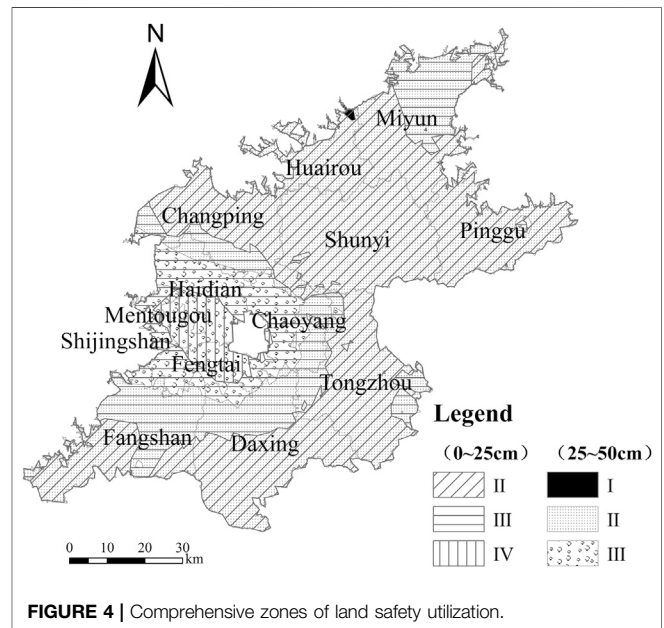 N
Miyun
Huairou
Changping
Pinggu
Shunyi
Haidian
Mentougou
Chaoyang
Shijingshan
Fengtai
Tongzhou
Fangshan
Daxing
Legend
（0~25cm） （25~50cm）
II I
III II
IV III
0 10 20 30
km
FIGURE 4 | Comprehensive zones of land safety utilization.